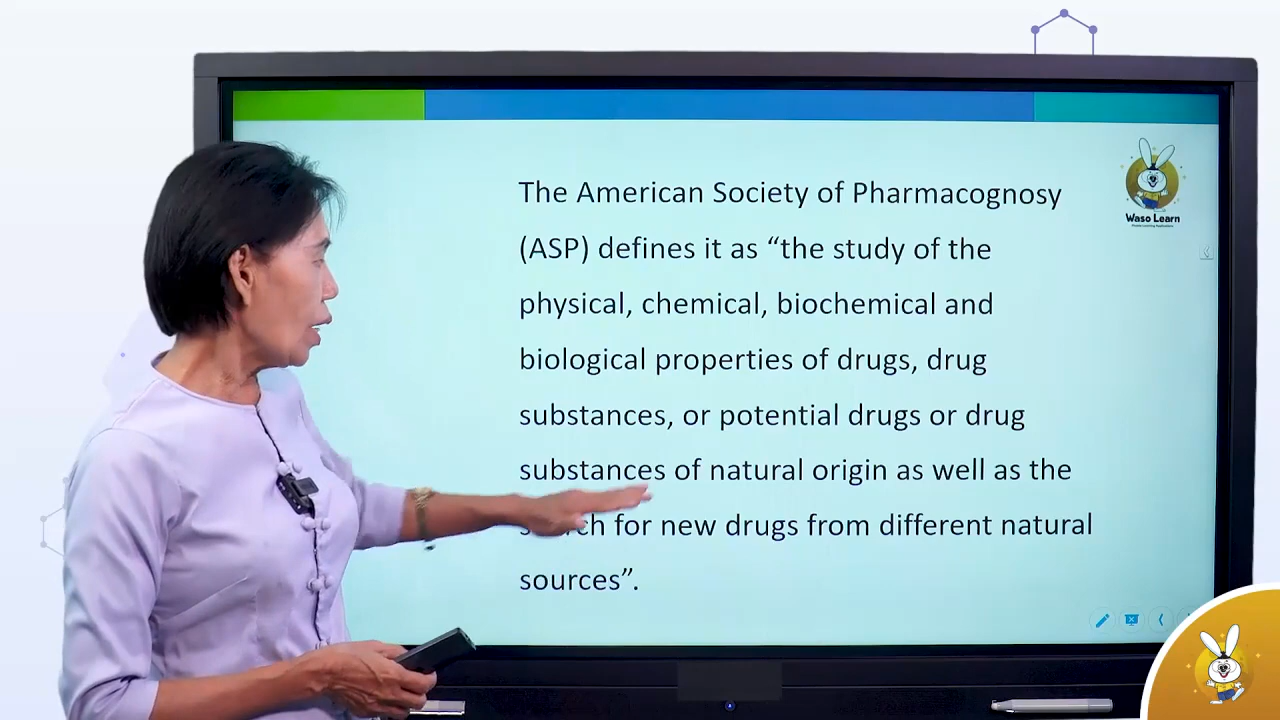 The American Society of Pharmacognosy
(ASP) defines it as “the study of the
physical, chemical, biochemical and
biological properties of drugs, drug
substances, or potential drugs or drug
substances of natural origin as well as the
for new drugs from different natural
sources”.
Waso Learn